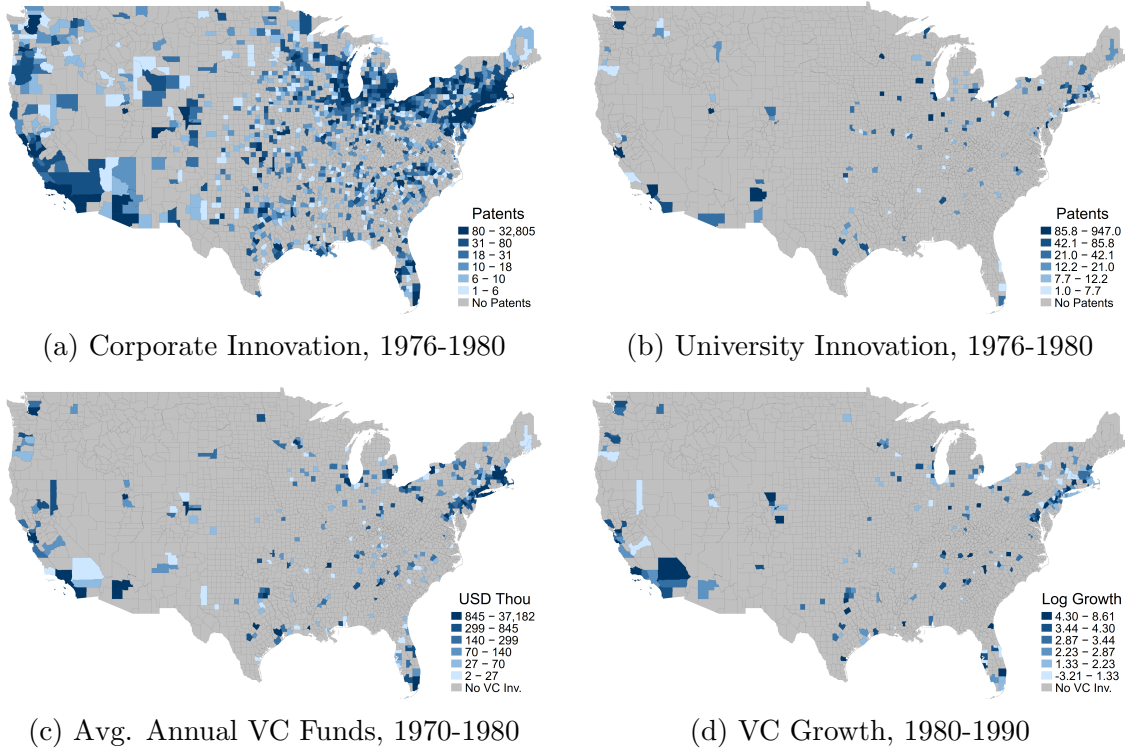 Patents
80 − 32,805
31 − 80
18 − 31
10 − 18
6 − 10
1 − 6
No Patents
(a) Corporate Innovation, 1976-1980
Patents
85.8 − 947.0
42.1 − 85.8
21.0 − 42.1
12.2 − 21.0
7.7 − 12.2
1.0 − 7.7
No Patents
(b) University Innovation, 1976-1980
USD Thou
845 − 37,182
299 − 845
140 − 299
70 − 140
27 − 70
2 − 27
No VC Inv.
(c) Avg. Annual VC Funds, 1970-1980
Log Growth
4.30 − 8.61
3.44 − 4.30
2.87 − 3.44
2.23 − 2.87
1.33 − 2.23
-3.21 − 1.33
No VC Inv.
(d) VC Growth, 1980-1990